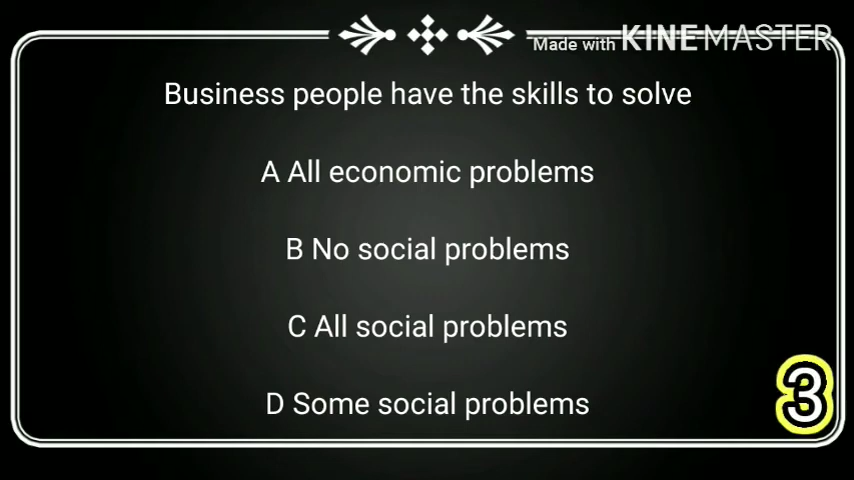 Made with KINEMASTER
Business people have the skills to solve
A All economic problems
B No social problems
C All social problems
D Some social problems
3